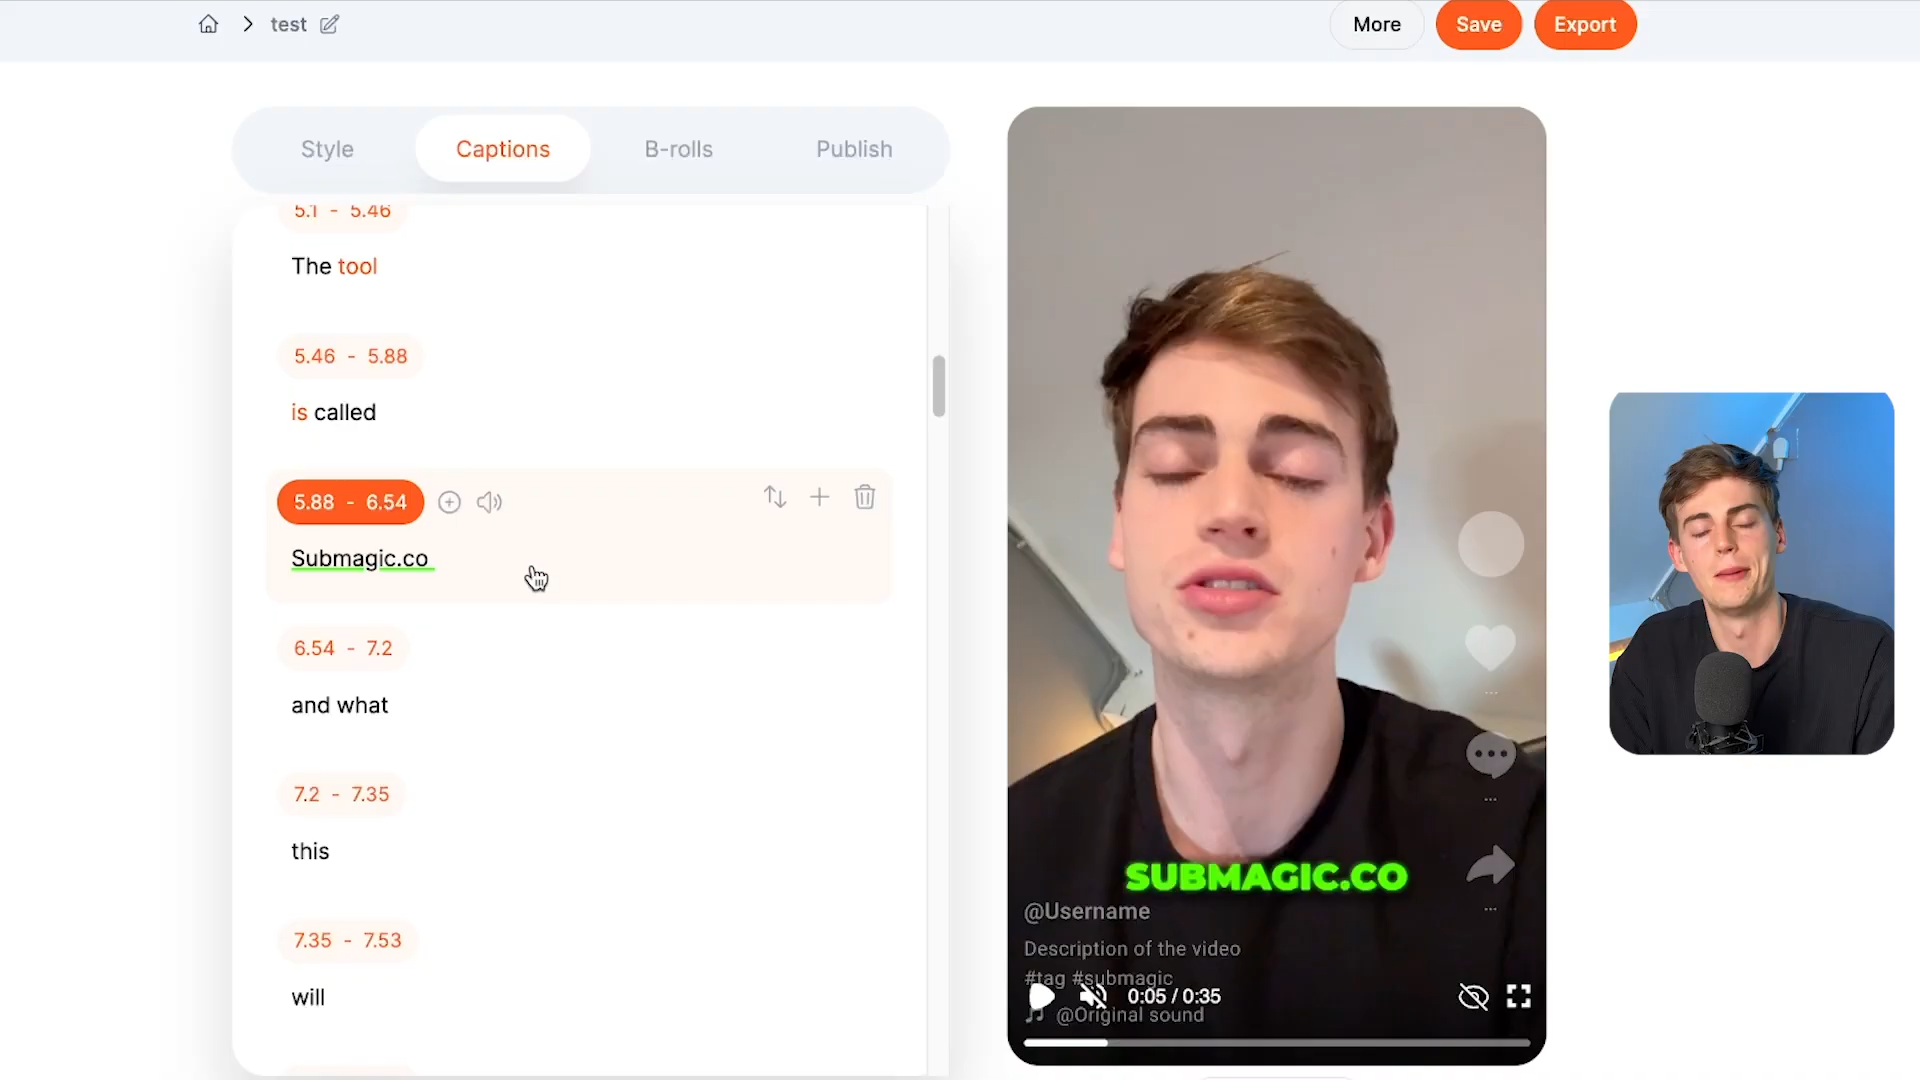 test
More
Save
Export
Style
Captions
B-rolls
Publish
5.1 - 5.46
The tool
5.46 - 5.88
is called
5.88 - 6.54
Submagic.co
6.54 - 7.2
and what
7.2 - 7.35
this
7.35 - 7.53
will
SUBMAGIC.CO
@Username
Description of the video
#tag #submagic
0:05 / 0:35
@Original sound